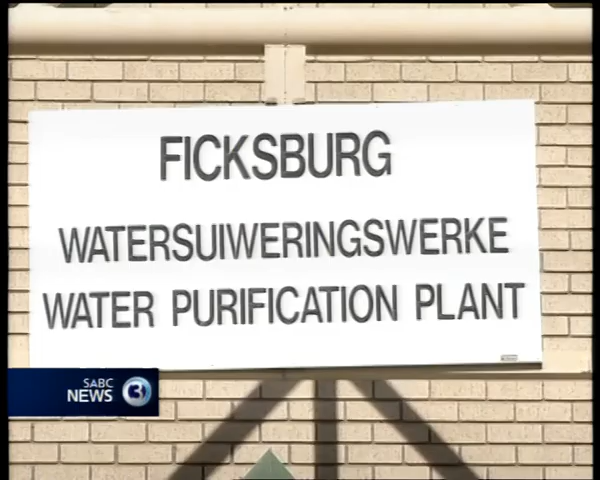 FICKSBURG
WATERSUIWERINGSWERKE
WATER PURIFICATION PLANT
SABC
NEWS 3